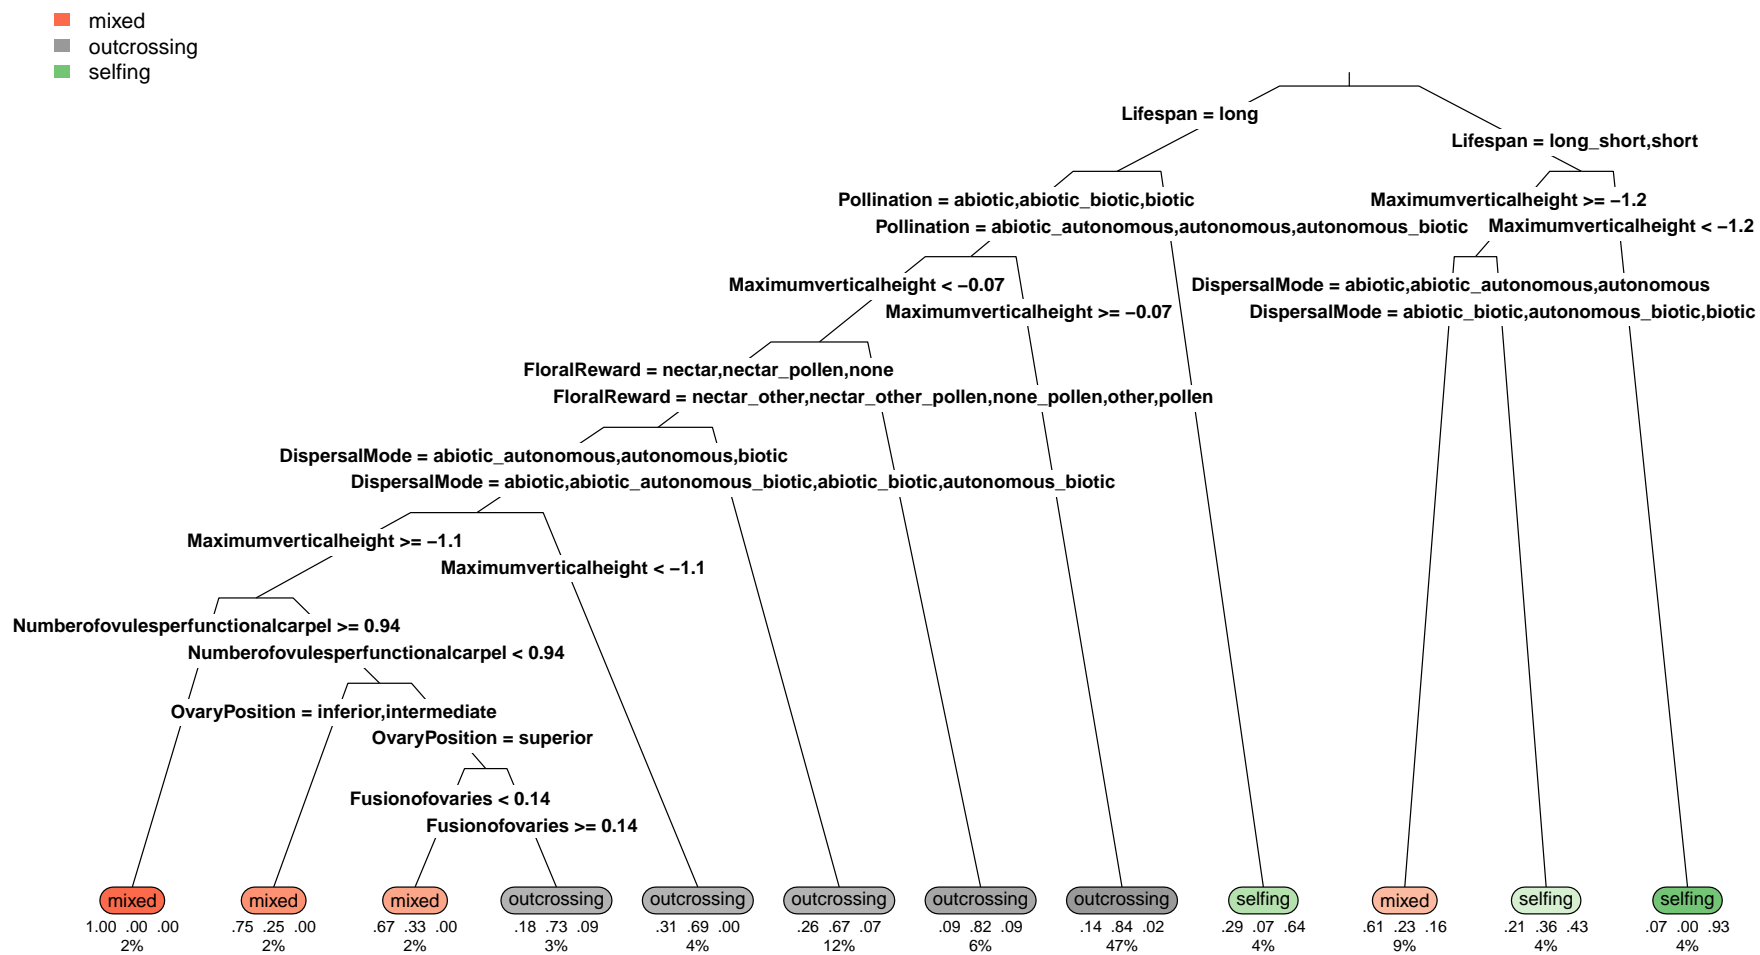 mixed
outcrossing
selfing
Lifespan = long
Lifespan = long_short,short
Pollination = abiotic,abiotic_biotic,biotic
Maximumverticalheight >= −1.2
Pollination = abiotic_autonomous,autonomous,autonomous_biotic
Maximumverticalheight < −1.2
Maximumverticalheight < −0.07
DispersalMode = abiotic,abiotic_autonomous,autonomous
Maximumverticalheight >= −0.07
DispersalMode = abiotic_biotic,autonomous_biotic,biotic
FloralReward = nectar,nectar_pollen,none
FloralReward = nectar_other,nectar_other_pollen,none_pollen,other,pollen
DispersalMode = abiotic_autonomous,autonomous,biotic
DispersalMode = abiotic,abiotic_autonomous_biotic,abiotic_biotic,autonomous_biotic
Maximumverticalheight >= −1.1
Maximumverticalheight < −1.1
Numberofovulesperfunctionalcarpel >= 0.94
Numberofovulesperfunctionalcarpel < 0.94
OvaryPosition = inferior,intermediate
OvaryPosition = superior
Fusionofovaries < 0.14
Fusionofovaries >= 0.14
mixed mixed mixed outcrossing outcrossing outcrossing outcrossing outcrossing selfing mixed selfing selfing
1.00 .00 .00 .75 .25 .00 .67 .33 .00 .18 .73 .09 .31 .69 .00 .26 .67 .07 .09 .82 .09 .14 .84 .02 .29 .07 .64 .61 .23 .16 .21 .36 .43 .07 .00 .93
2% 2% 2% 3% 4% 12% 6% 47% 4% 9% 4% 4%